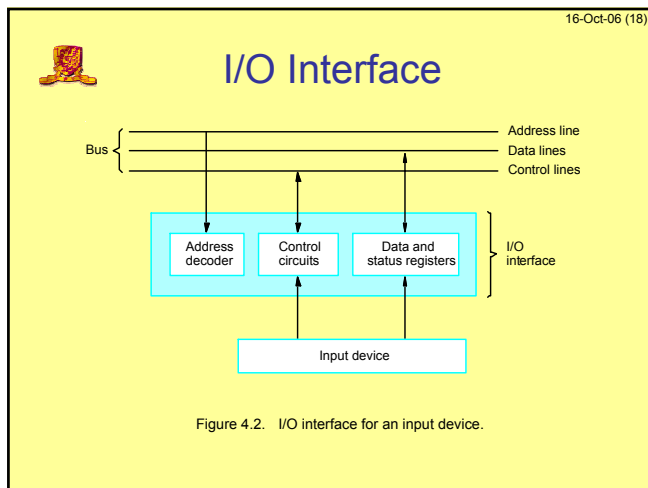 16-Oct-06 (18)
I/O Interface
Address line
Bus
Data lines
Control lines
Address
decoder
Control
circuits
Data and
status registers
I/O
interface
Input device
Figure 4.2. I/O interface for an input device.